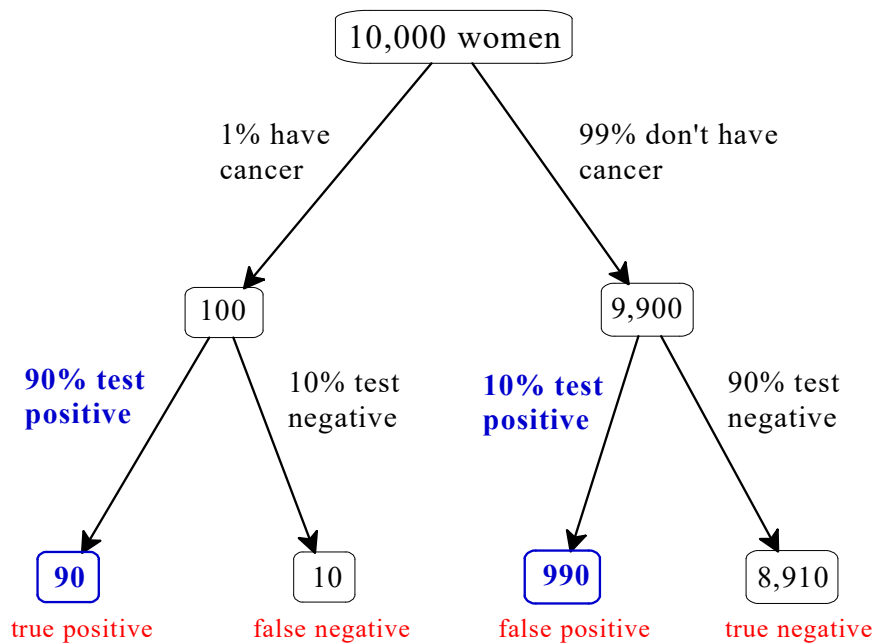 10,000 women
1% have
cancer
99% don't have
cancer
100
9,900
90% test
positive
10% test
negative
10% test
positive
90% test
negative
90
10
990
8,910
true positive
false negative
false positive
true negative